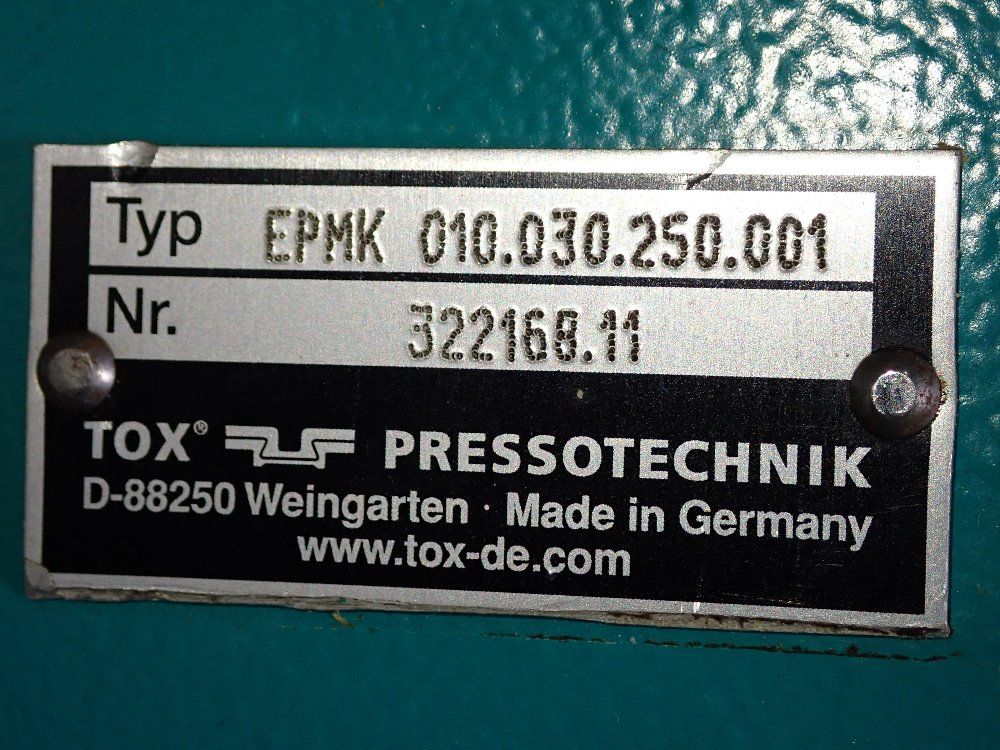 Typ EPMK 010.030.250.001
Nr. 322168.11
TOX® PRESSOTECHNIK
D-88250 Weingarten · Made in Germany
www.tox-de.com